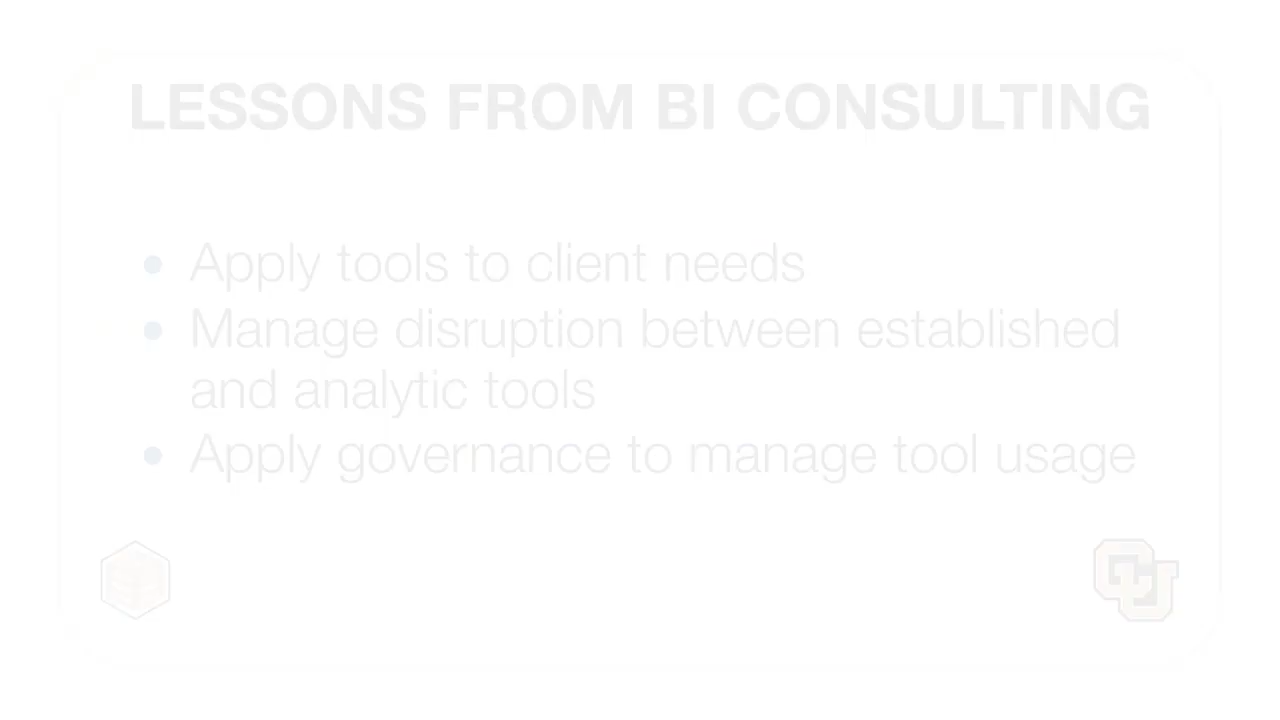 LESSONS FROM BI CONSULTING
• Apply tools to client needs
• Manage disruption between established
and analytic tools
• Apply governance to manage tool usage
CU